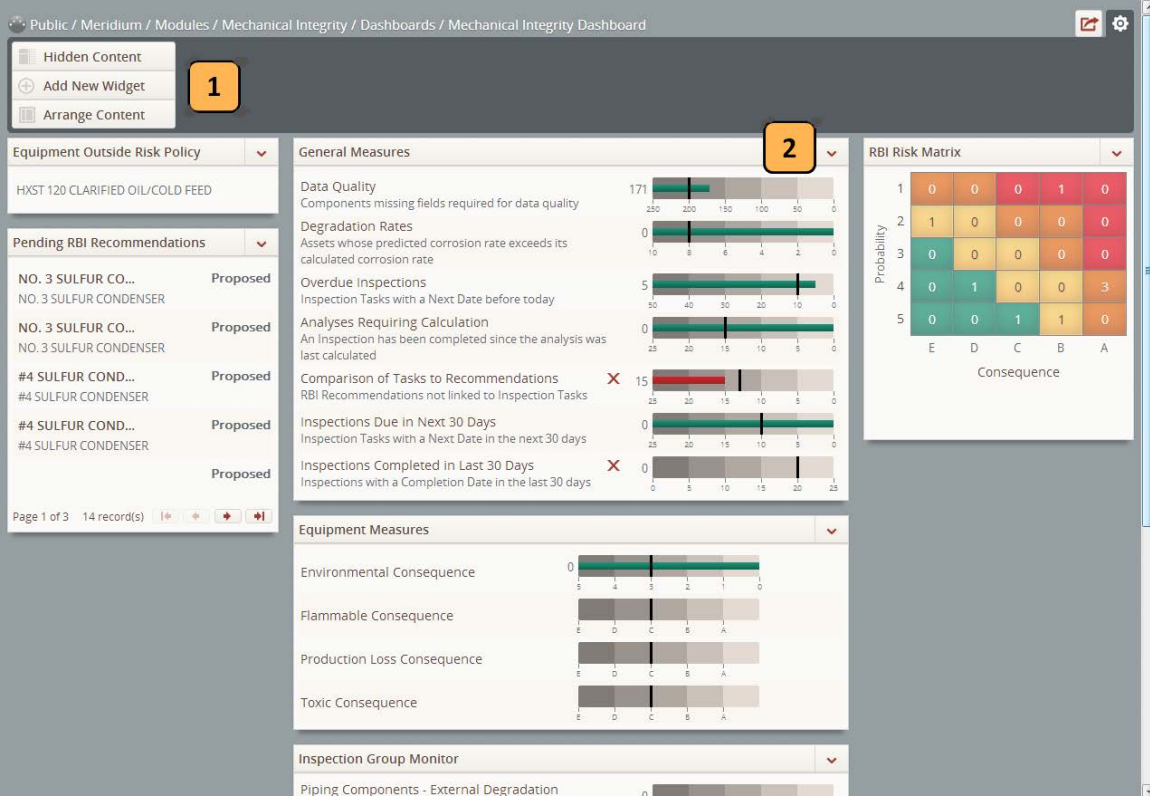 Public / Meridium / Modules / Mechanical Integrity / Dashboards / Mechanical Integrity Dashboard
Hidden Content
Add New Widget
Arrange Content
1
Equipment Outside Risk Policy
HXST 120 CLARIFIED OIL/COLD FEED
Pending RBI Recommendations
NO. 3 SULFUR CO... Proposed
NO. 3 SULFUR CONDENSER
NO. 3 SULFUR CO... Proposed
NO. 3 SULFUR CONDENSER
#4 SULFUR COND... Proposed
#4 SULFUR CONDENSER
#4 SULFUR COND... Proposed
#4 SULFUR CONDENSER
Proposed
Page 1 of 3 14 record(s)
General Measures
2
Data Quality 171
Components missing fields required for data quality
250 200 150 100 50 0
Degradation Rates 0
Assets whose predicted corrosion rate exceeds its
calculated corrosion rate
10 8 6 4 2 0
Overdue Inspections 5
Inspection Tasks with a Next Date before today
50 40 30 20 10 0
Analyses Requiring Calculation 0
An Inspection has been completed since the analysis was
last calculated
25 20 15 10 5 0
Comparison of Tasks to Recommendations X 15
RBI Recommendations not linked to Inspection Tasks
25 20 15 10 5 0
Inspections Due in Next 30 Days 0
Inspection Tasks with a Next Date in the next 30 days
25 20 15 10 5 0
Inspections Completed in Last 30 Days X 0
Inspections with a Completion Date in the last 30 days
0 5 10 15 20 25
Equipment Measures
Environmental Consequence 0
5 4 3 2 1 0
Flammable Consequence
E D C B A
Production Loss Consequence
E D C B A
Toxic Consequence
E D C B A
Inspection Group Monitor
Piping Components - External Degradation 0
RBI Risk Matrix
Probability
1 0 0 0 1 0
2 1 0 0 0 0
3 0 0 0 0 0
4 0 1 0 0 3
5 0 0 1 1 0
E D C B A
Consequence